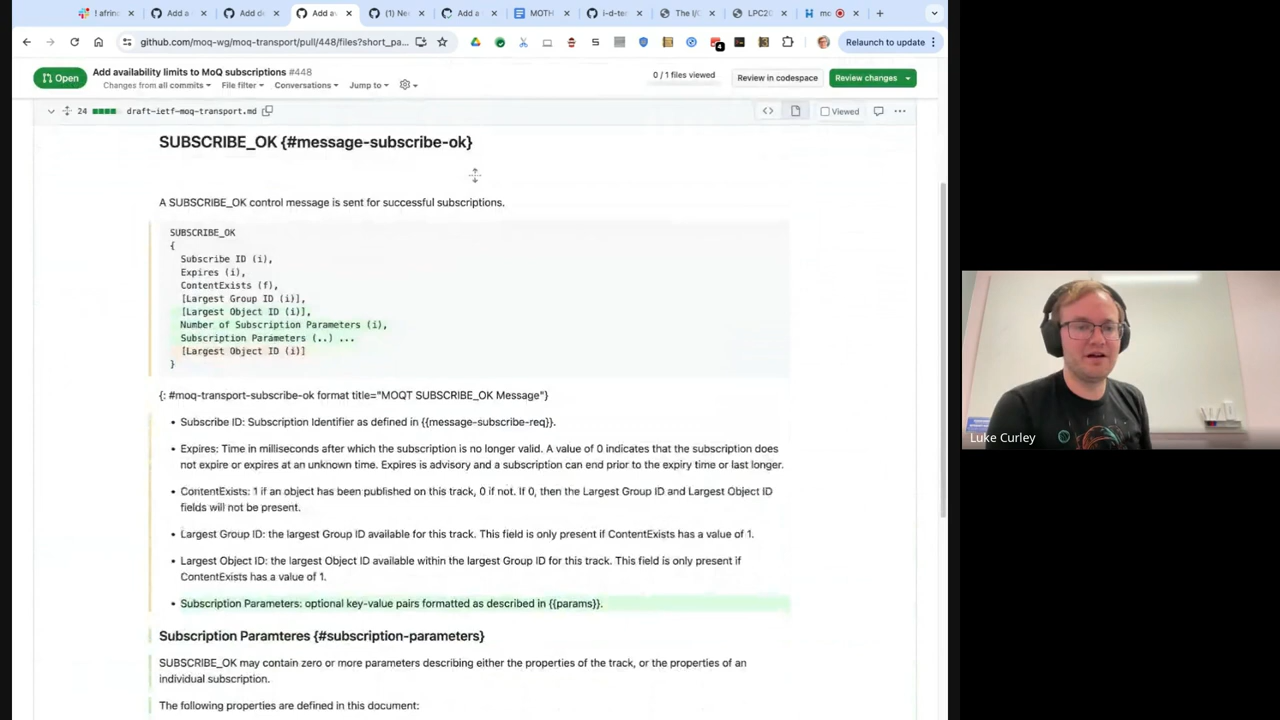 ! afrinc
Add a
Add de
Add av
(1) Ne
Add a
MOTH
i-d-ter
The I/C
LPC20
mo
github.com/moq-wg/moq-transport/pull/448/files?short_pa...
4
Relaunch to update
Open
Add availability limits to MoQ subscriptions #448
Changes from all commits
File filter
Conversations
Jump to
0 / 1 files viewed
Review in codespace
Review changes
24
draft-ietf-moq-transport.md
Viewed
SUBSCRIBE_OK {#message-subscribe-ok}
A SUBSCRIBE_OK control message is sent for successful subscriptions.
SUBSCRIBE_OK
{
Subscribe ID (i),
Expires (i),
ContentExists (f),
[Largest Group ID (i)],
[Largest Object ID (i)],
Number of Subscription Parameters (i),
Subscription Parameters (..) ...
[Largest Object ID (i)]
}
{: #moq-transport-subscribe-ok format title="MOQT SUBSCRIBE_OK Message"}
• Subscribe ID: Subscription Identifier as defined in {{message-subscribe-req}}.
• Expires: Time in milliseconds after which the subscription is no longer valid. A value of 0 indicates that the subscription does
not expire or expires at an unknown time. Expires is advisory and a subscription can end prior to the expiry time or last longer.
• ContentExists: 1 if an object has been published on this track, 0 if not. If 0, then the Largest Group ID and Largest Object ID
fields will not be present.
• Largest Group ID: the largest Group ID available for this track. This field is only present if ContentExists has a value of 1.
• Largest Object ID: the largest Object ID available within the largest Group ID for this track. This field is only present if
ContentExists has a value of 1.
• Subscription Parameters: optional key-value pairs formatted as described in {{params}}.
Subscription Paramteres {#subscription-parameters}
SUBSCRIBE_OK may contain zero or more parameters describing either the properties of the track, or the properties of an
individual subscription.
The following properties are defined in this document:
Luke Curley